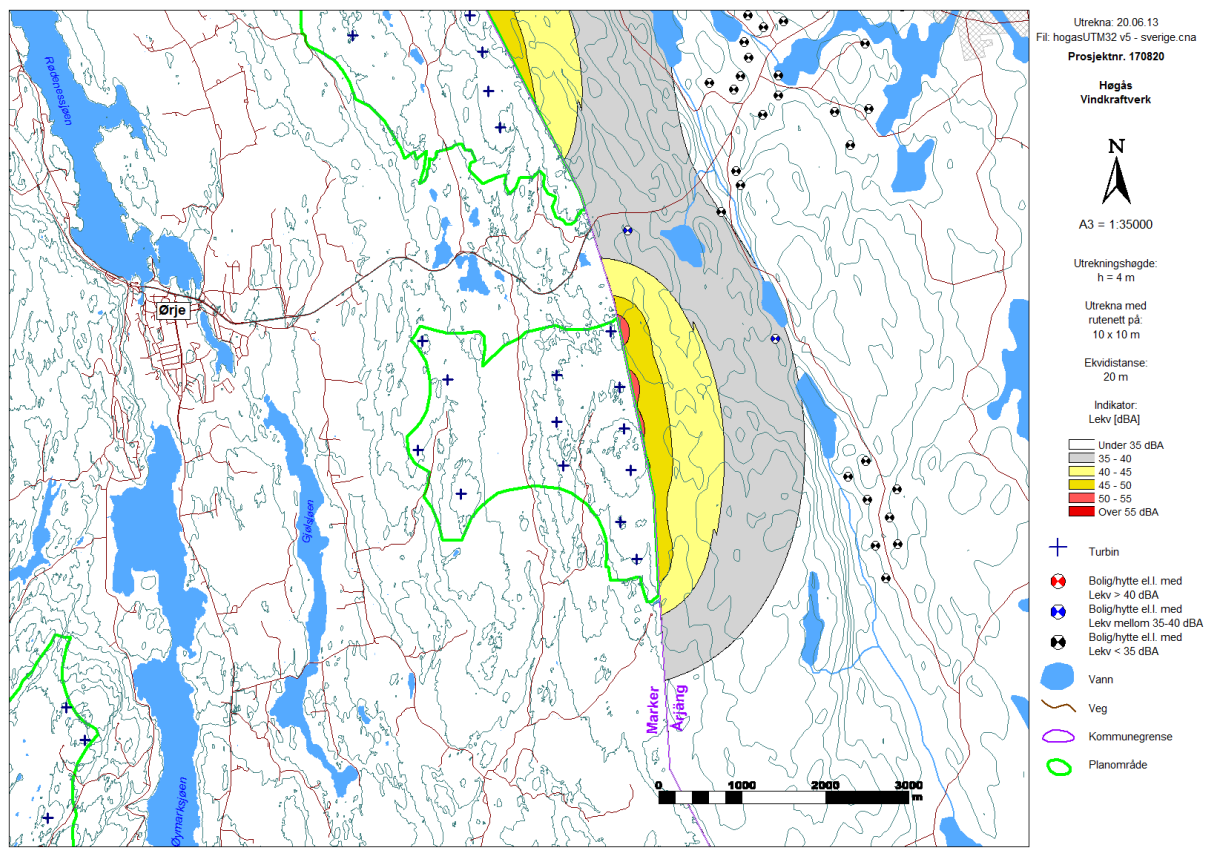 Utrekna: 20.06.13
Fil: hogasUTM32 v5 - sverige.cna
Prosjektnr. 170820
Høgås
Vindkraftverk
N
A3 = 1:35000
Utrekningshøgde:
h = 4 m
Utrekna med
rutenett på:
10 x 10 m
Ekvidistanse:
20 m
Indikator:
Lekv [dBA]
Under 35 dBA
35 - 40
40 - 45
45 - 50
50 - 55
Over 55 dBA
Turbin
Bolig/hytte el.l. med
Lekv > 40 dBA
Bolig/hytte el.l. med
Lekv mellom 35-40 dBA
Bolig/hytte el.l. med
Lekv < 35 dBA
Vann
Veg
Kommunegrense
Planområde
Rødenessjøen
Ørje
Gjølsjøen
Øymarksjøen
Marker
Årjäng
0 1000 2000 3000
m